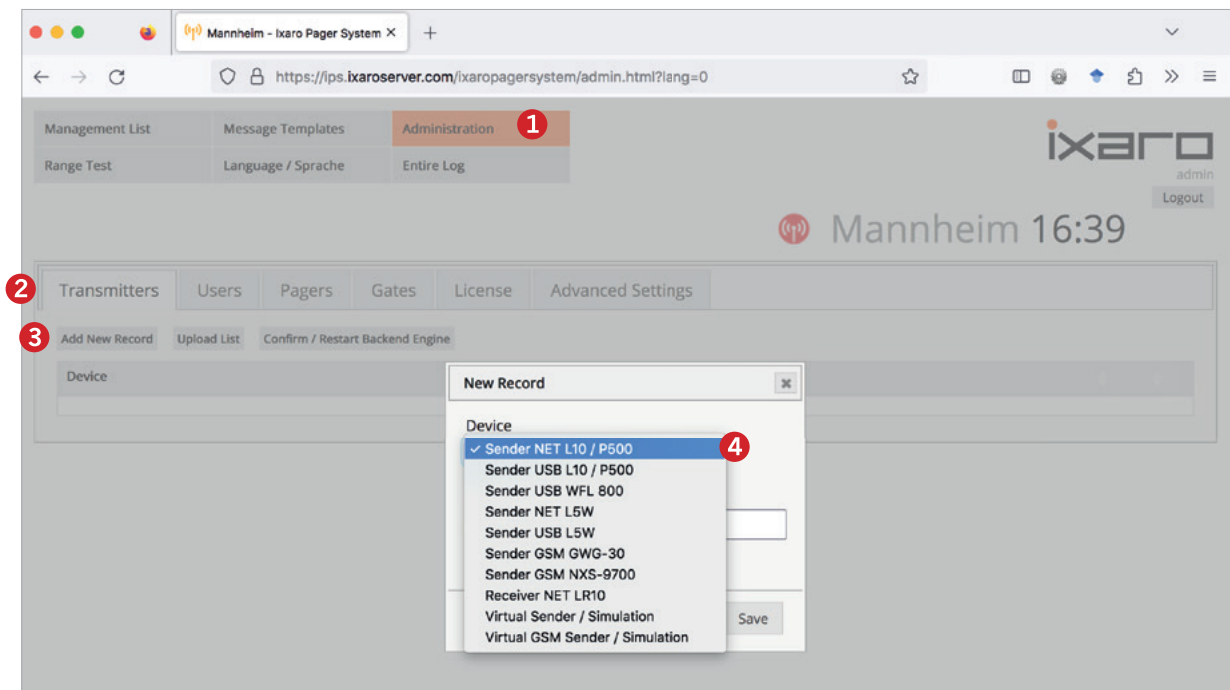 Mannheim - Ixaro Pager System
https://ips.ixaroserver.com/ixaropagersystem/admin.html?lang=0
Management List Message Templates Administration 1
Range Test Language / Sprache Entire Log
ixaro
admin
Logout
Mannheim 16:39
2 Transmitters Users Pagers Gates License Advanced Settings
3 Add New Record Upload List Confirm / Restart Backend Engine
Device
New Record
Device
✓ Sender NET L10 / P500 4
Sender USB L10 / P500
Sender USB WFL 800
Sender NET L5W
Sender USB L5W
Sender GSM GWG-30
Sender GSM NXS-9700
Receiver NET LR10
Virtual Sender / Simulation
Save
Virtual GSM Sender / Simulation